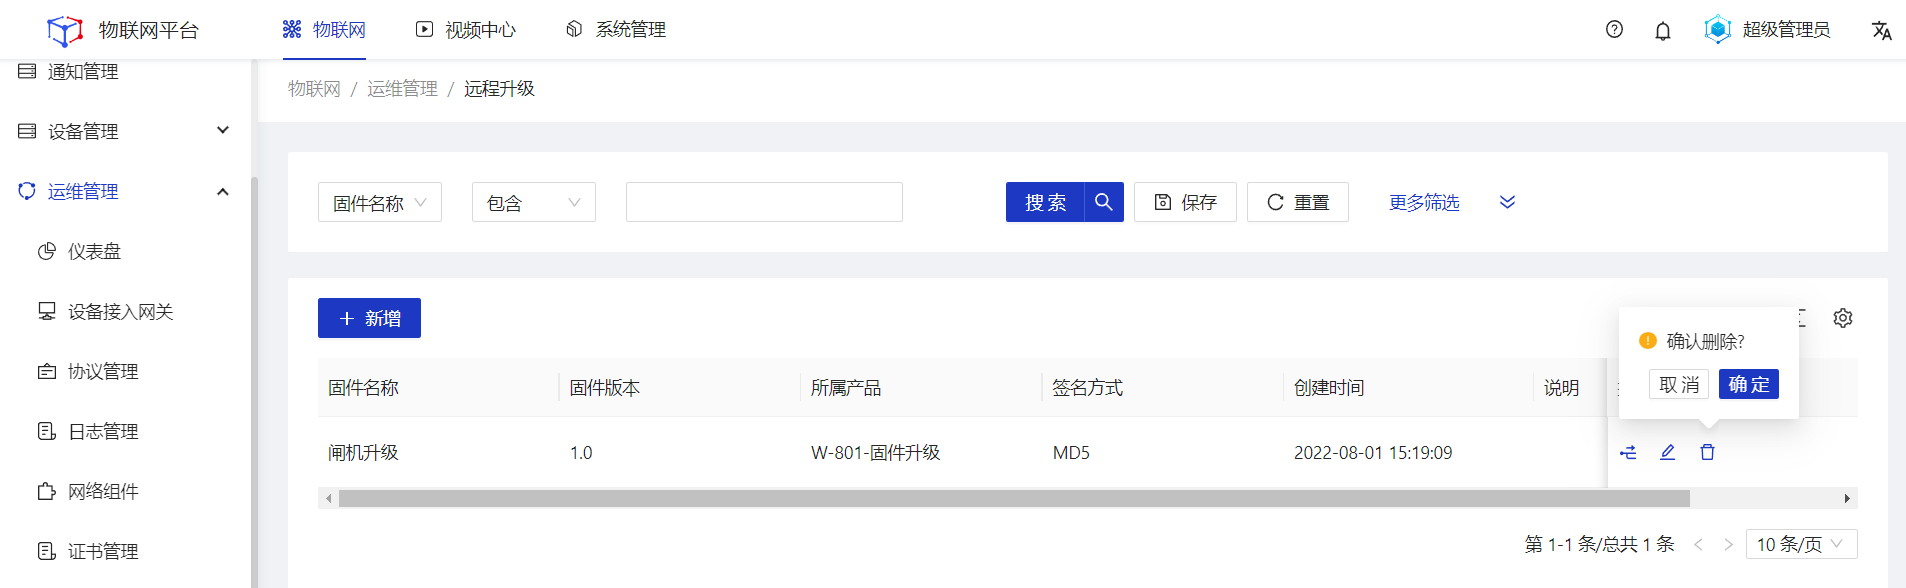 物联网平台
物联网
视频中心
系统管理
超级管理员
通知管理
设备管理
运维管理
仪表盘
设备接入网关
协议管理
日志管理
网络组件
证书管理
物联网 / 运维管理 / 远程升级
固件名称
包含
搜 索
保存
重置
更多筛选
新增
确认删除?
取 消
确 定
固件名称 固件版本 所属产品 签名方式 创建时间 说明
闸机升级 1.0 W-801-固件升级 MD5 2022-08-01 15:19:09
第 1-1 条/总共 1 条
10 条/页